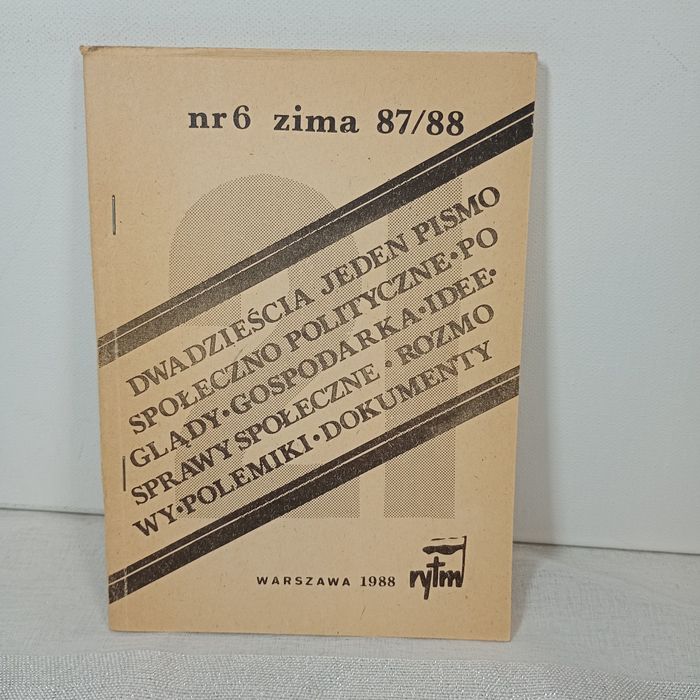 nr 6 zima 87/88
21
DWADZIEŚCIA JEDEN PISMO
SPOŁECZNO POLITYCZNE·PO
GLĄDY·GOSPODARKA·IDEE·
SPRAWY SPOŁECZNE·ROZMO
WY·POLEMIKI·DOKUMENTY
WARSZAWA 1988
rytm